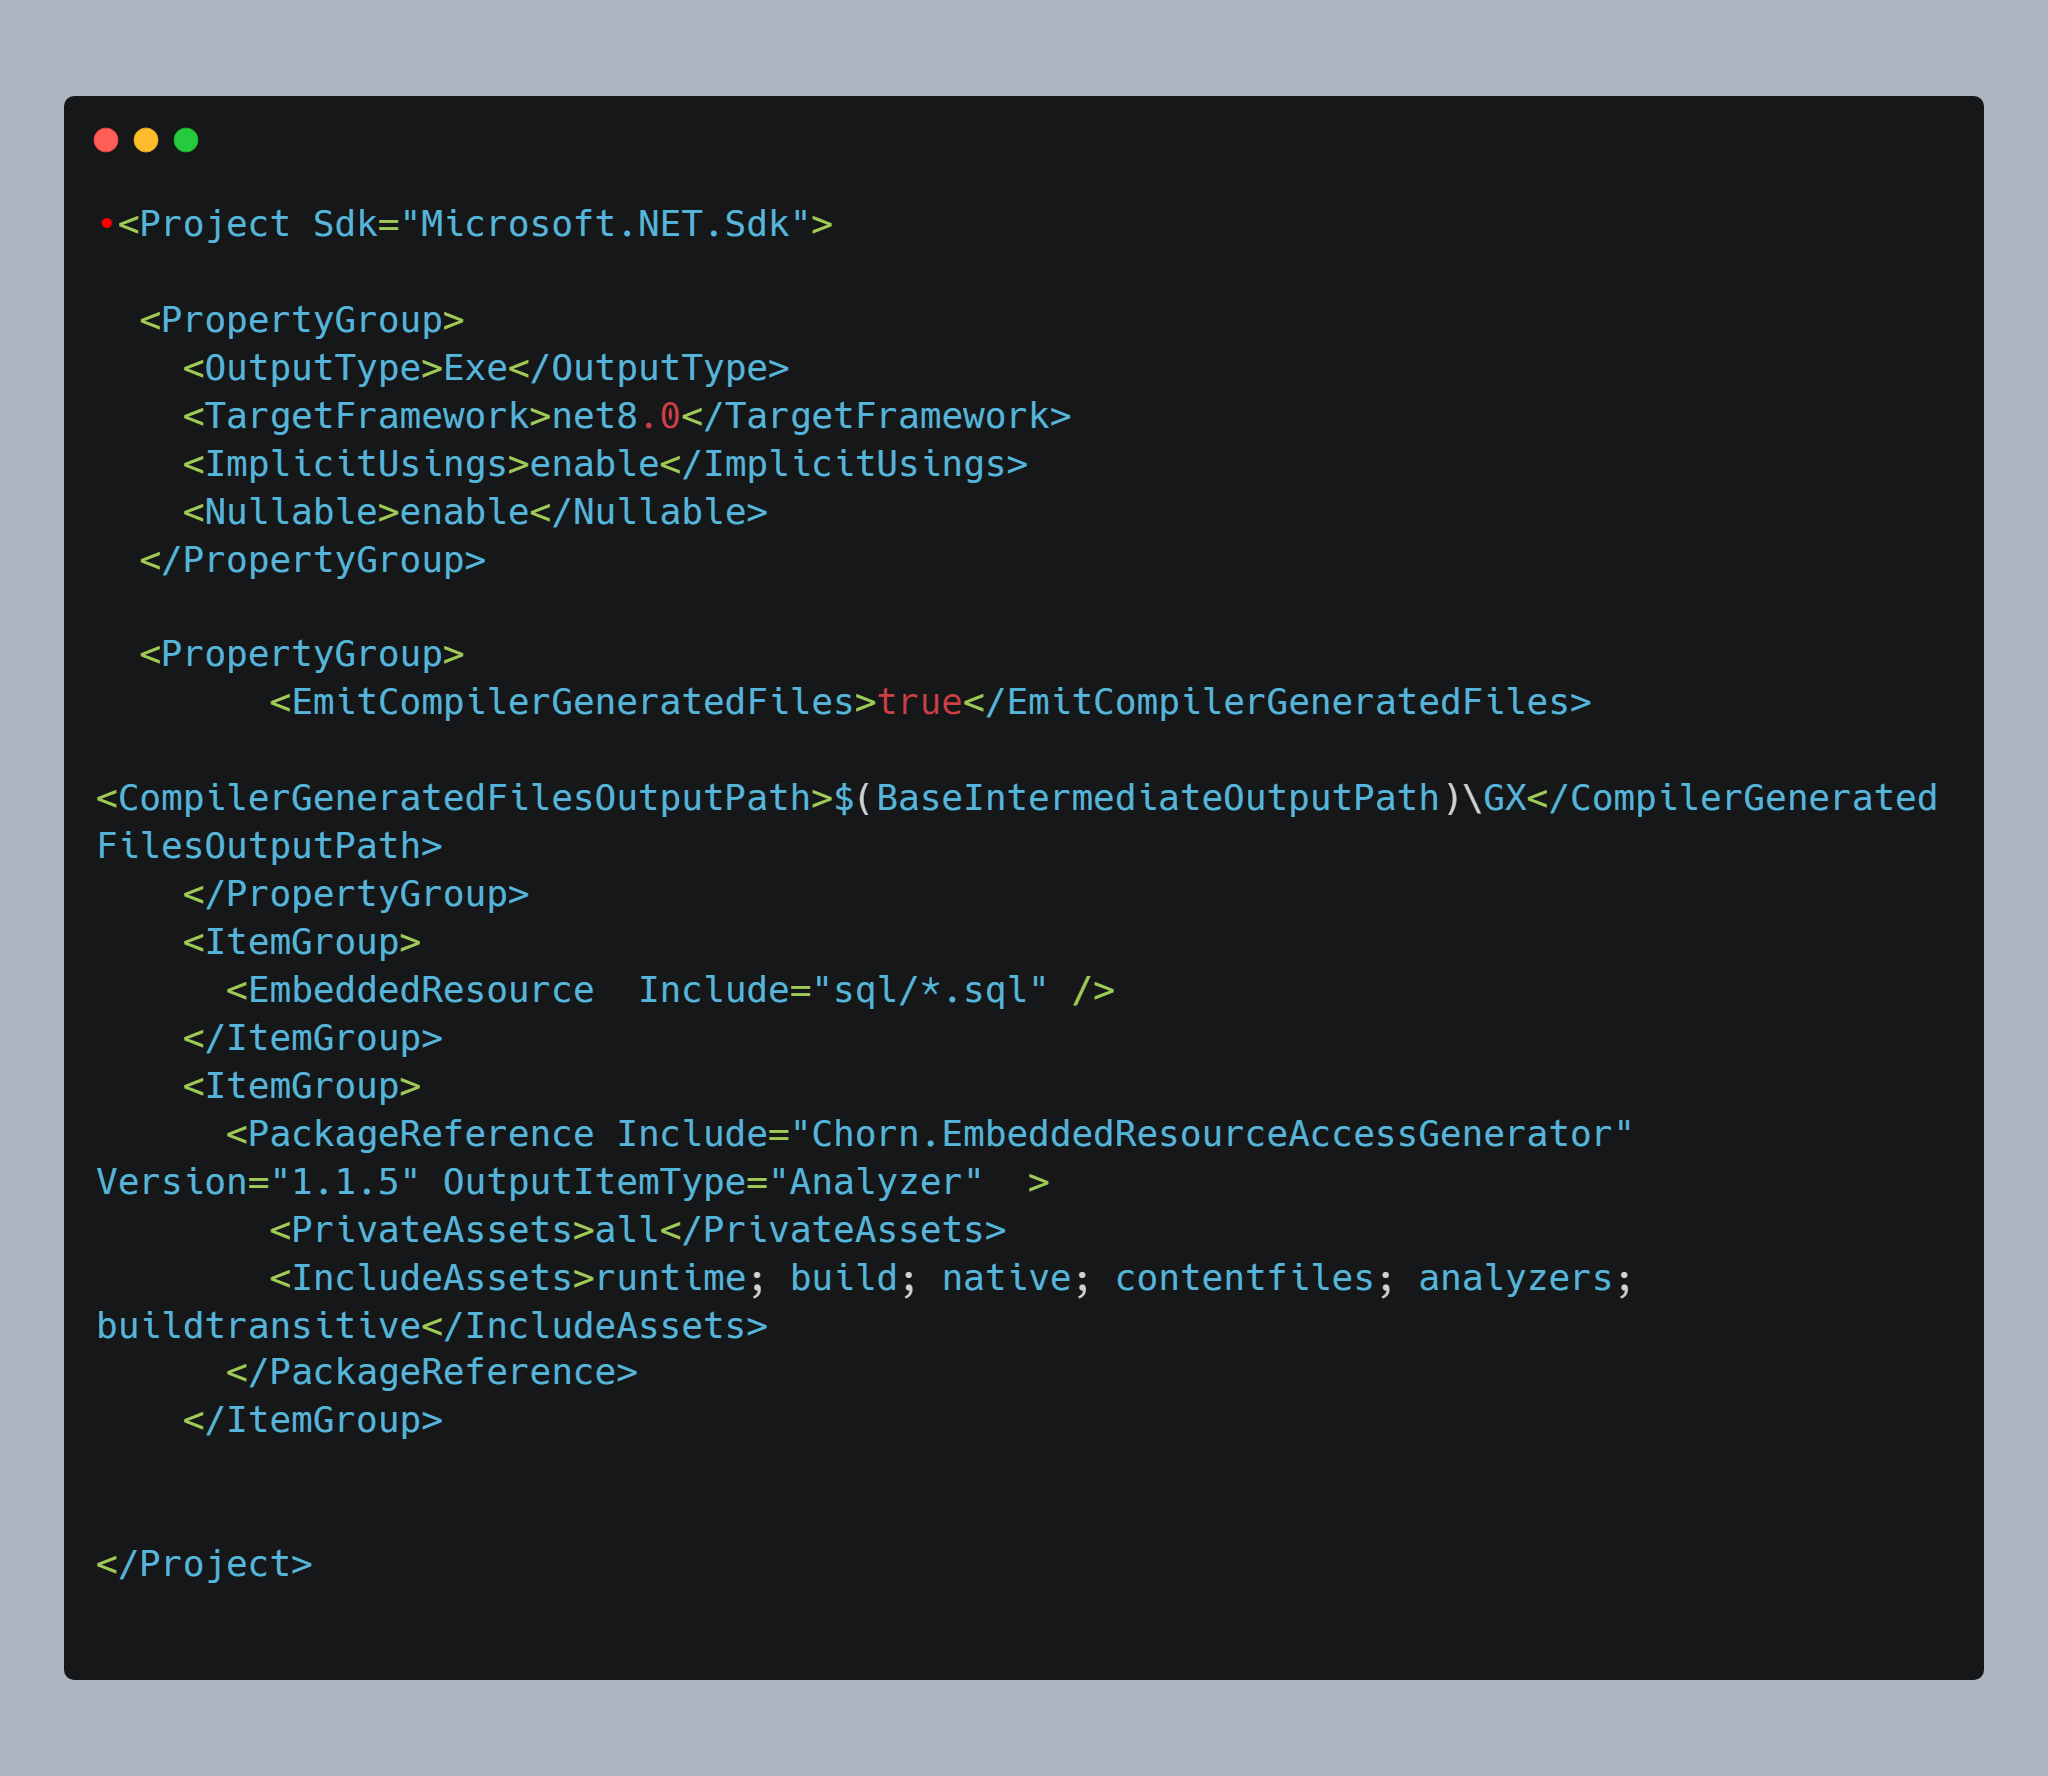 •<Project Sdk="Microsoft.NET.Sdk">

  <PropertyGroup>
    <OutputType>Exe</OutputType>
    <TargetFramework>net8.0</TargetFramework>
    <ImplicitUsings>enable</ImplicitUsings>
    <Nullable>enable</Nullable>
  </PropertyGroup>

  <PropertyGroup>
        <EmitCompilerGeneratedFiles>true</EmitCompilerGeneratedFiles>

<CompilerGeneratedFilesOutputPath>$(BaseIntermediateOutputPath)\GX</CompilerGenerated
FilesOutputPath>
    </PropertyGroup>
    <ItemGroup>
      <EmbeddedResource  Include="sql/*.sql" />
    </ItemGroup>
    <ItemGroup>
      <PackageReference Include="Chorn.EmbeddedResourceAccessGenerator"
Version="1.1.5" OutputItemType="Analyzer"  >
        <PrivateAssets>all</PrivateAssets>
        <IncludeAssets>runtime; build; native; contentfiles; analyzers;
buildtransitive</IncludeAssets>
      </PackageReference>
    </ItemGroup>


</Project>